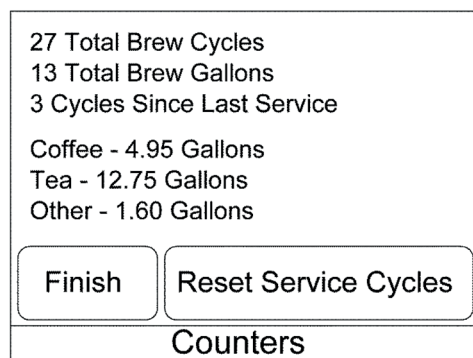 27 Total Brew Cycles
13 Total Brew Gallons
3 Cycles Since Last Service
Coffee - 4.95 Gallons
Tea - 12.75 Gallons
Other - 1.60 Gallons
Finish
Reset Service Cycles
Counters